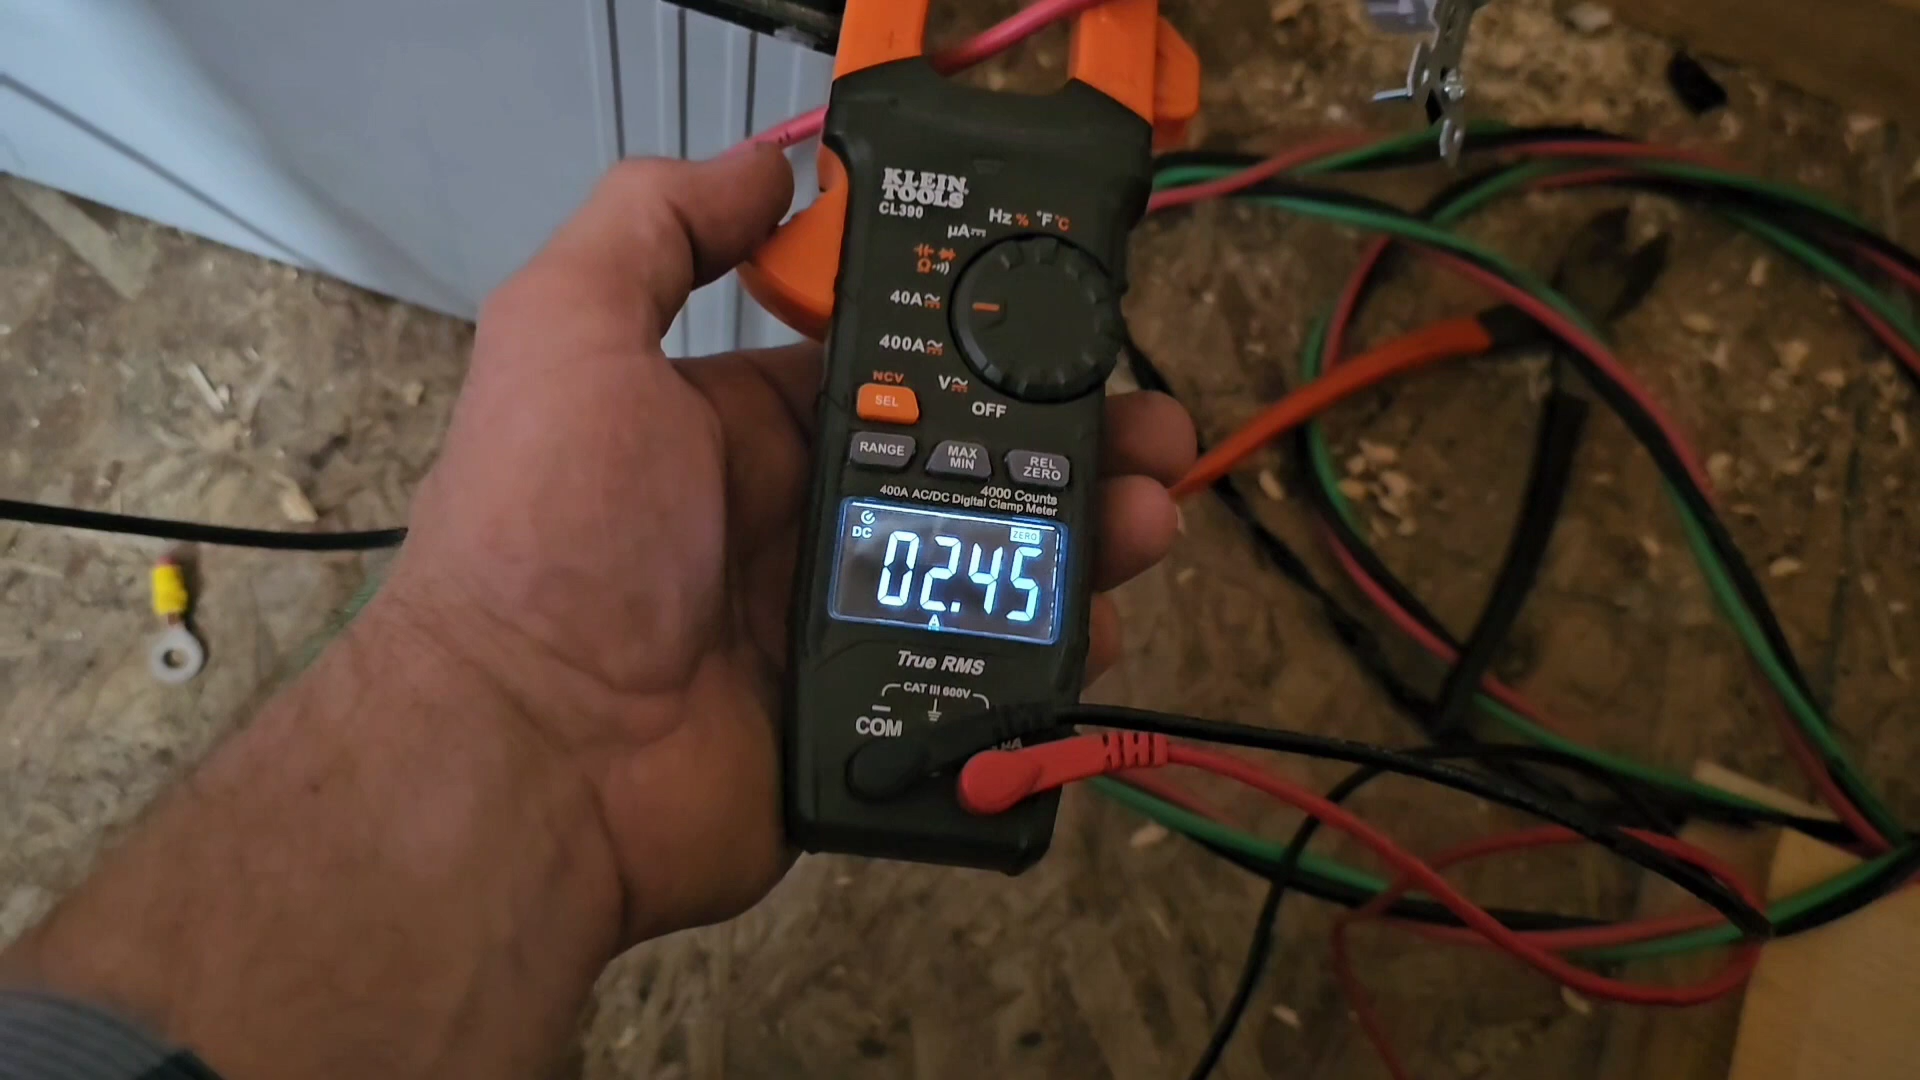 KLEIN
TOOLS
CL390
Hz % °F °C
µA
Ω
40A
400A
NCV
SEL
V
OFF
RANGE
MAX
MIN
REL
ZERO
4000 Counts
400A AC/DC Digital Clamp Meter
DC
ZERO
02.45
A
True RMS
CAT III 600V
COM
µA